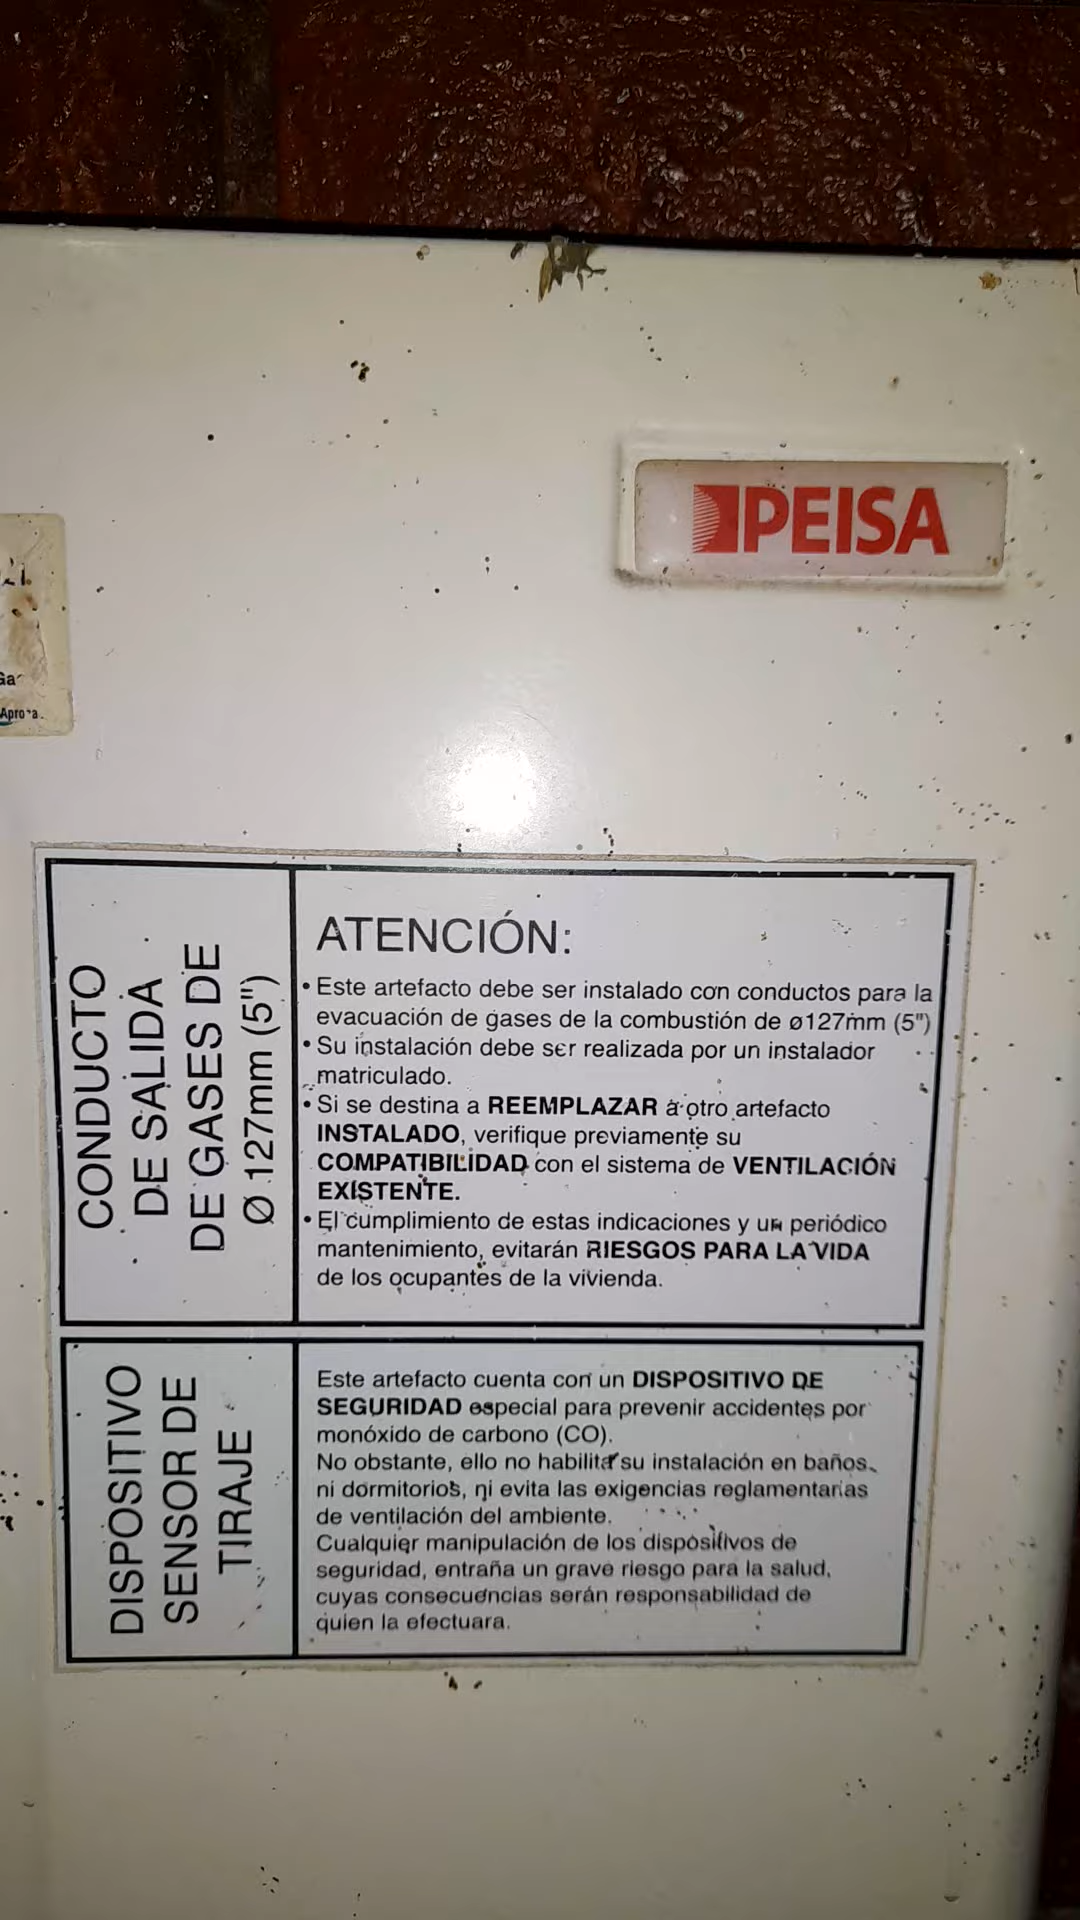 PEISA
Ga
CONDUCTO
DE SALIDA
DE GASES DE
Ø 127mm (5")
ATENCIÓN:
• Este artefacto debe ser instalado con conductos para la
evacuación de gases de la combustión de ø127mm (5")
• Su instalación debe ser realizada por un instalador
matriculado.
• Si se destina a REEMPLAZAR a otro artefacto
INSTALADO, verifique previamente su
COMPATIBILIDAD con el sistema de VENTILACIÓN
EXISTENTE.
• El cumplimiento de estas indicaciones y un periódico
mantenimiento, evitarán RIESGOS PARA LA VIDA
de los ocupantes de la vivienda.
DISPOSITIVO
SENSOR DE
TIRAJE
Este artefacto cuenta con un DISPOSITIVO DE
SEGURIDAD especial para prevenir accidentes por
monóxido de carbono (CO).
No obstante, ello no habilita su instalación en baños,
ni dormitorios, ni evita las exigencias reglamentarias
de ventilación del ambiente.
Cualquier manipulación de los dispositivos de
seguridad, entraña un grave riesgo para la salud,
cuyas consecuencias serán responsabilidad de
quien la efectuara.